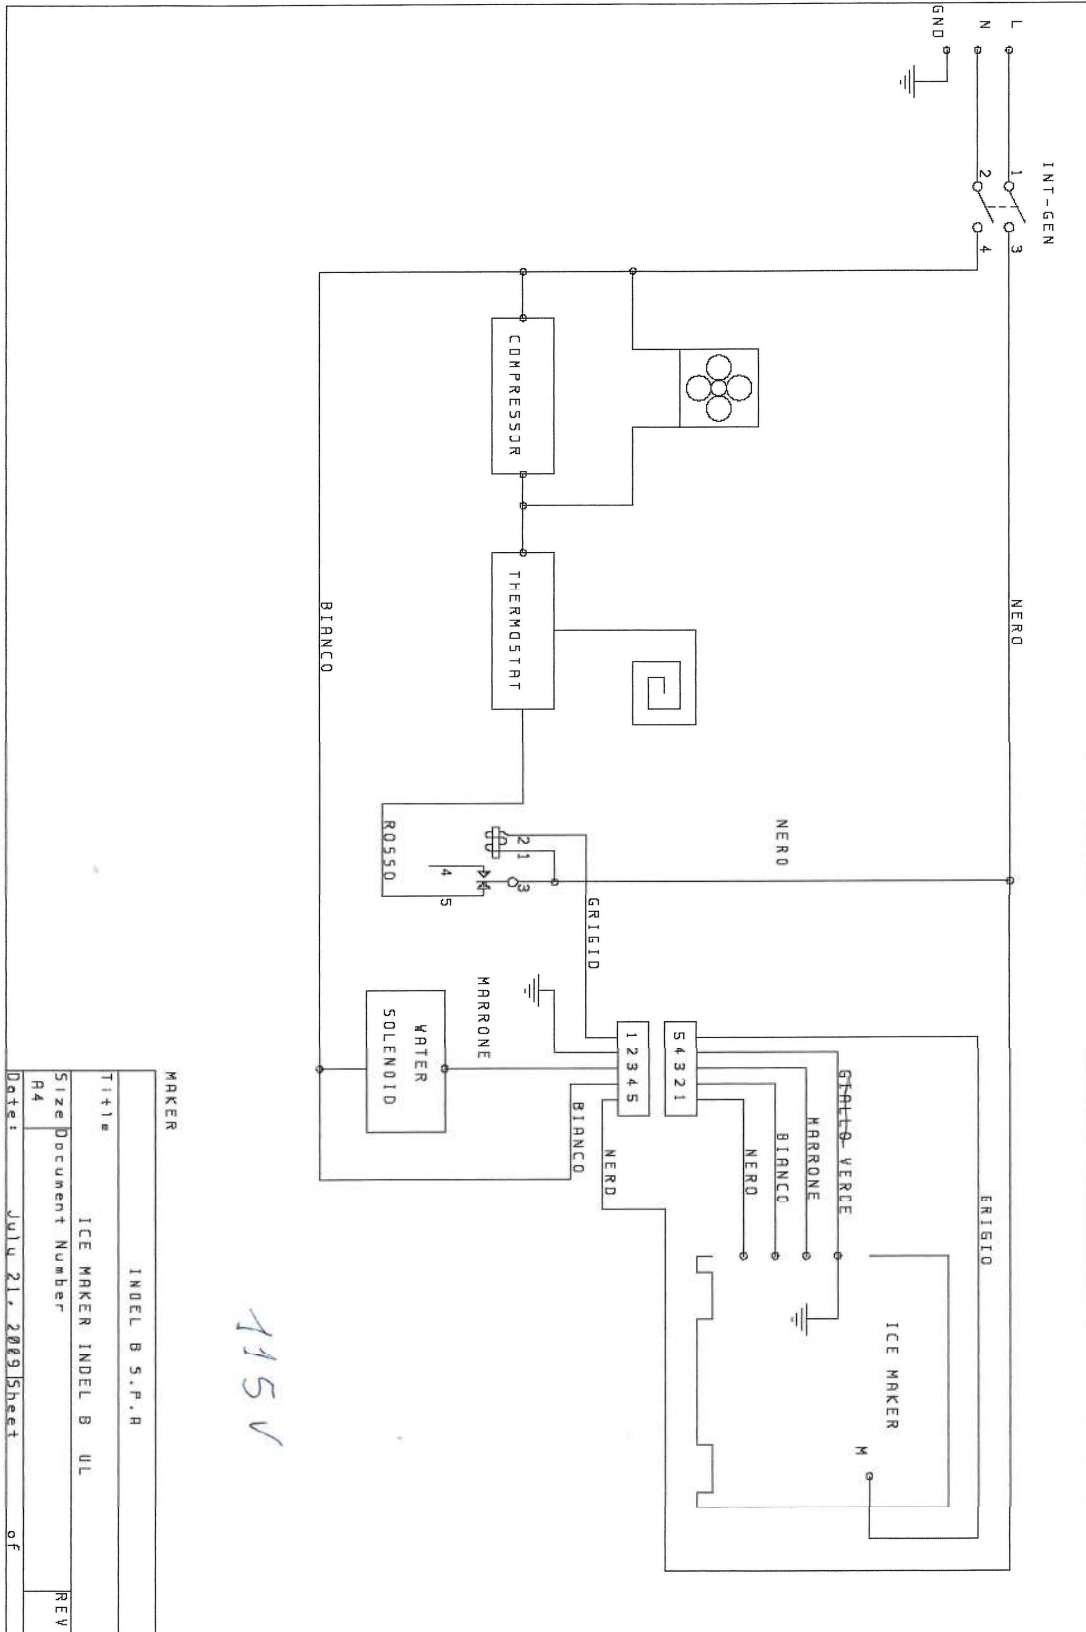 L
N
GND
INT-GEN
1
3
2
4
NERO
COMPRESSOR
THERMOSTAT
BIANCO
NERO
2 1
3
4
5
ROSSO
GRIGIO
MARRONE
WATER
SOLENOID
1 2 3 4 5
5 4 3 2 1
BIANCO
NERO
GRIGIO
GIALLO-VERCE
MARRONE
BIANCO
NERO
ICE MAKER
M
115V
MAKER
INDEL B S.P.A
Title
ICE MAKER INDEL B UL
Size Document Number
REV
A4
Date: July 21, 2009 Sheet of